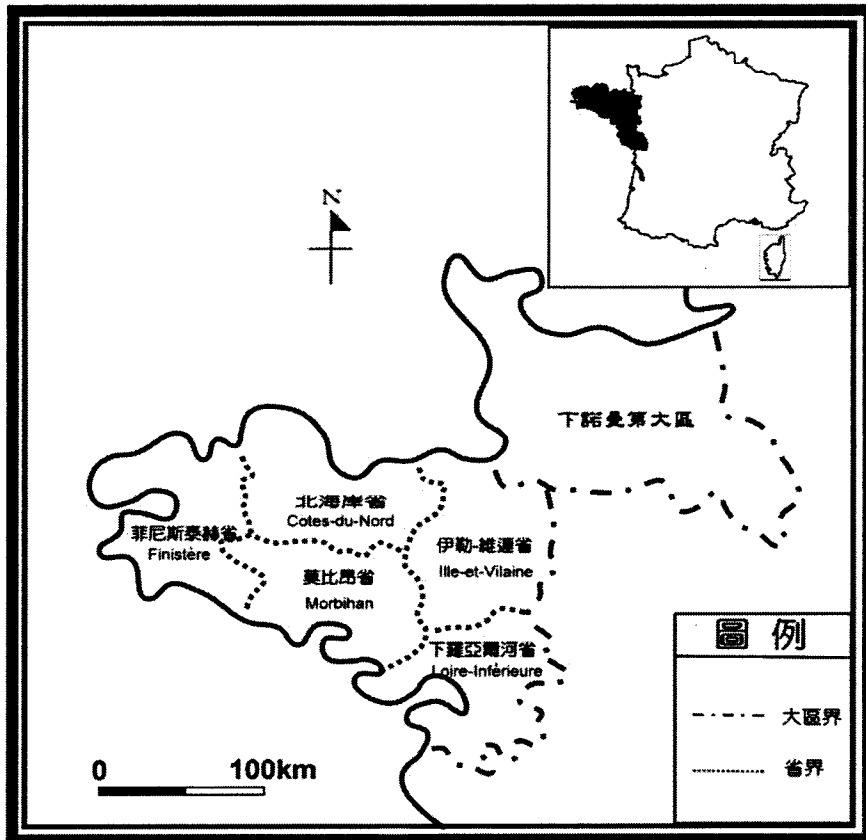 N
下諾曼第大區
北海岸省
Cotes-du-Nord
菲尼斯泰赫省
Finistère
伊勒-維連省
Ille-et-Vilaine
莫比昂省
Morbihan
下羅亞爾河省
Loire-Inférieure
圖 例
大區界
省界
0 100km